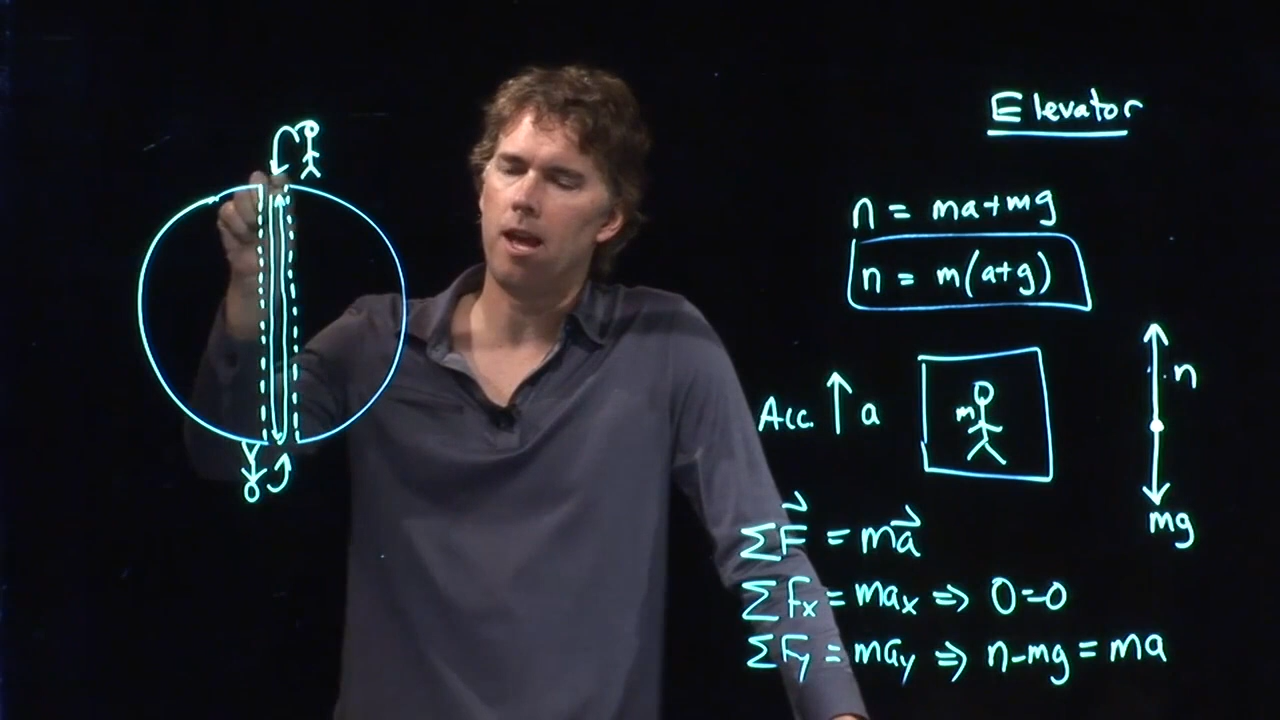 Elevator
n = ma+mg
n = m(a+g)
Acc. ↑ a
m
n
mg
ΣF⃗ = ma⃗
ΣFx = max ⇒ 0=0
ΣFy = may ⇒ n-mg = ma